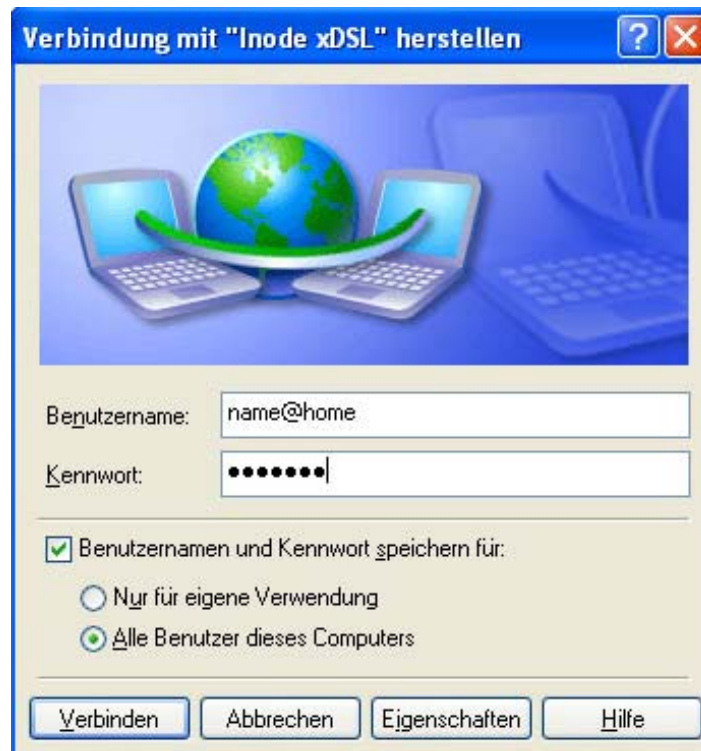 Verbindung mit "Inode xDSL" herstellen
Benutzername: name@home
Kennwort: •••••••
Benutzernamen und Kennwort speichern für:
Nur für eigene Verwendung
Alle Benutzer dieses Computers
Verbinden Abbrechen Eigenschaften Hilfe